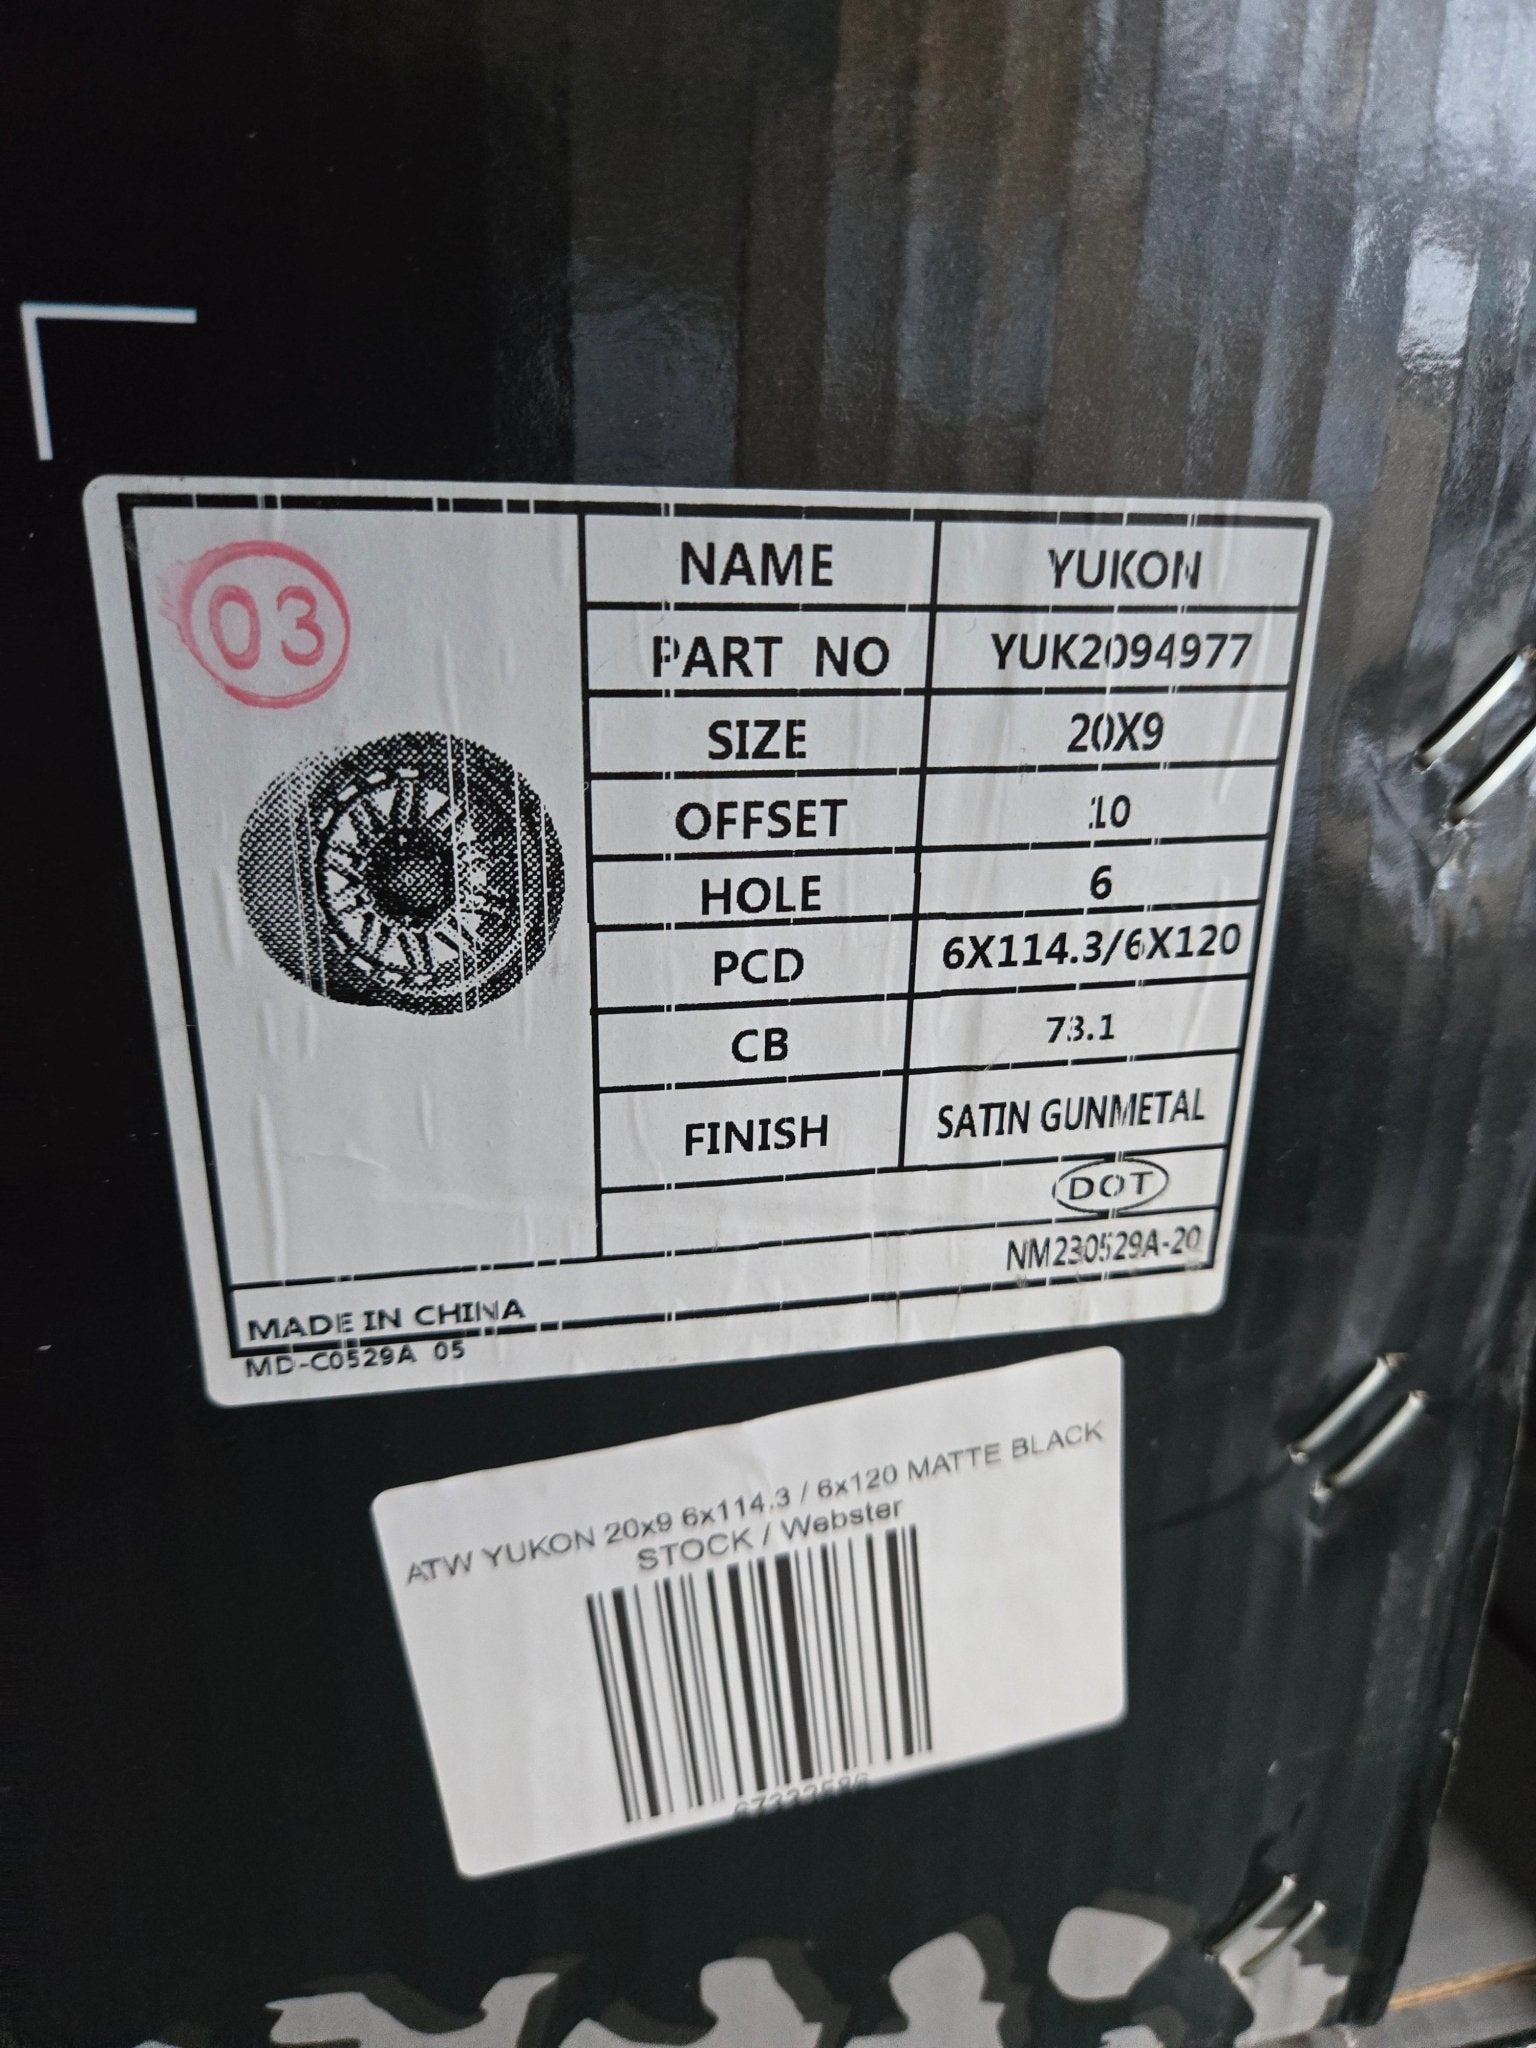 03
NAME YUKON
PART NO YUK2094977
SIZE 20X9
OFFSET 10
HOLE 6
PCD 6X114.3/6X120
CB 73.1
FINISH SATIN GUNMETAL
DOT
NM230529A-20
MADE IN CHINA
MD-C0529A 05
ATW YUKON 20x9 6x114.3 / 6x120 MATTE BLACK
STOCK / Webster